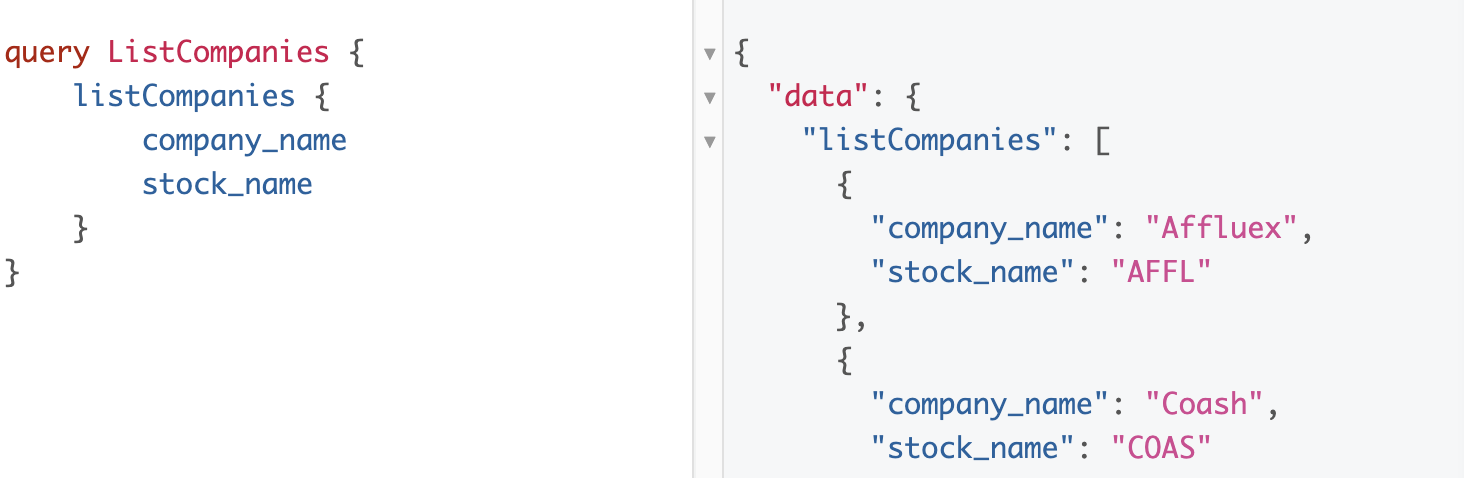 query ListCompanies {
    listCompanies {
        company_name
        stock_name
    }
}
{
  "data": {
    "listCompanies": [
      {
        "company_name": "Affluex",
        "stock_name": "AFFL"
      },
      {
        "company_name": "Coash",
        "stock_name": "COAS"